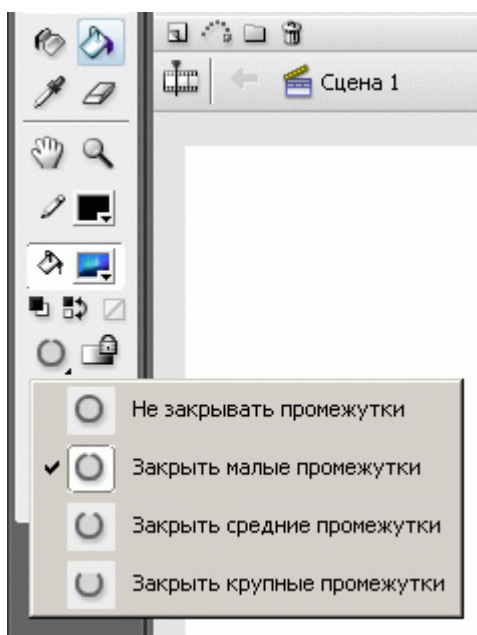 Сцена 1
Не закрывать промежутки
Закрыть малые промежутки
Закрыть средние промежутки
Закрыть крупные промежутки